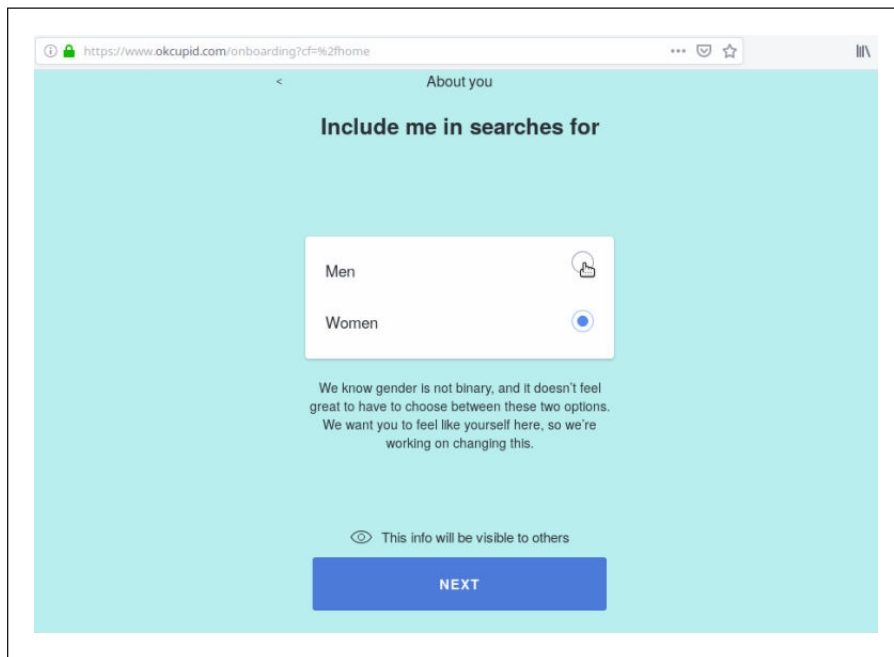 https://www.okcupid.com/onboarding?cf=%2fhome
< About you
Include me in searches for
Men
Women
We know gender is not binary, and it doesn't feel
great to have to choose between these two options.
We want you to feel like yourself here, so we're
working on changing this.
This info will be visible to others
NEXT